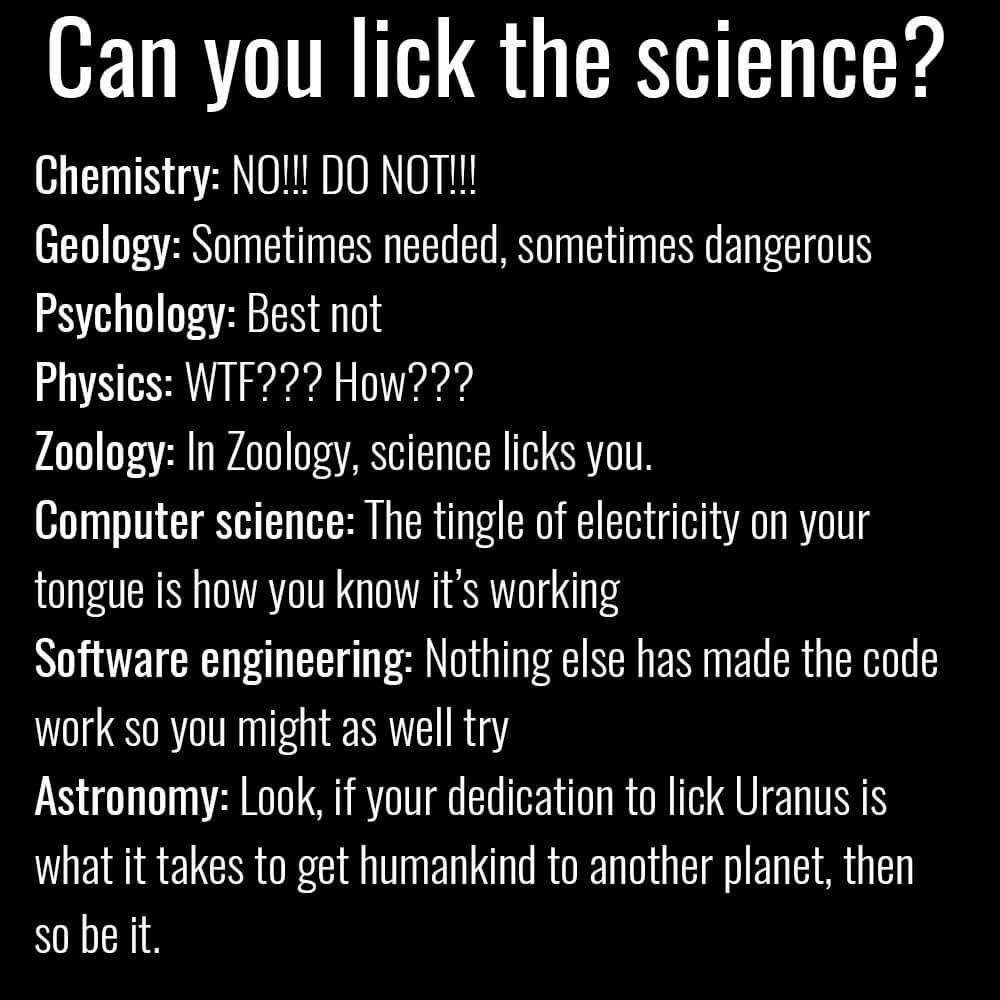 Can you lick the science?
Chemistry: NO!!! DO NOT!!!
Geology: Sometimes needed, sometimes dangerous
Psychology: Best not
Physics: WTF??? How???
Zoology: In Zoology, science licks you.
Computer science: The tingle of electricity on your
tongue is how you know it’s working
Software engineering: Nothing else has made the code
work so you might as well try
Astronomy: Look, if your dedication to lick Uranus is
what it takes to get humankind to another planet, then
so be it.